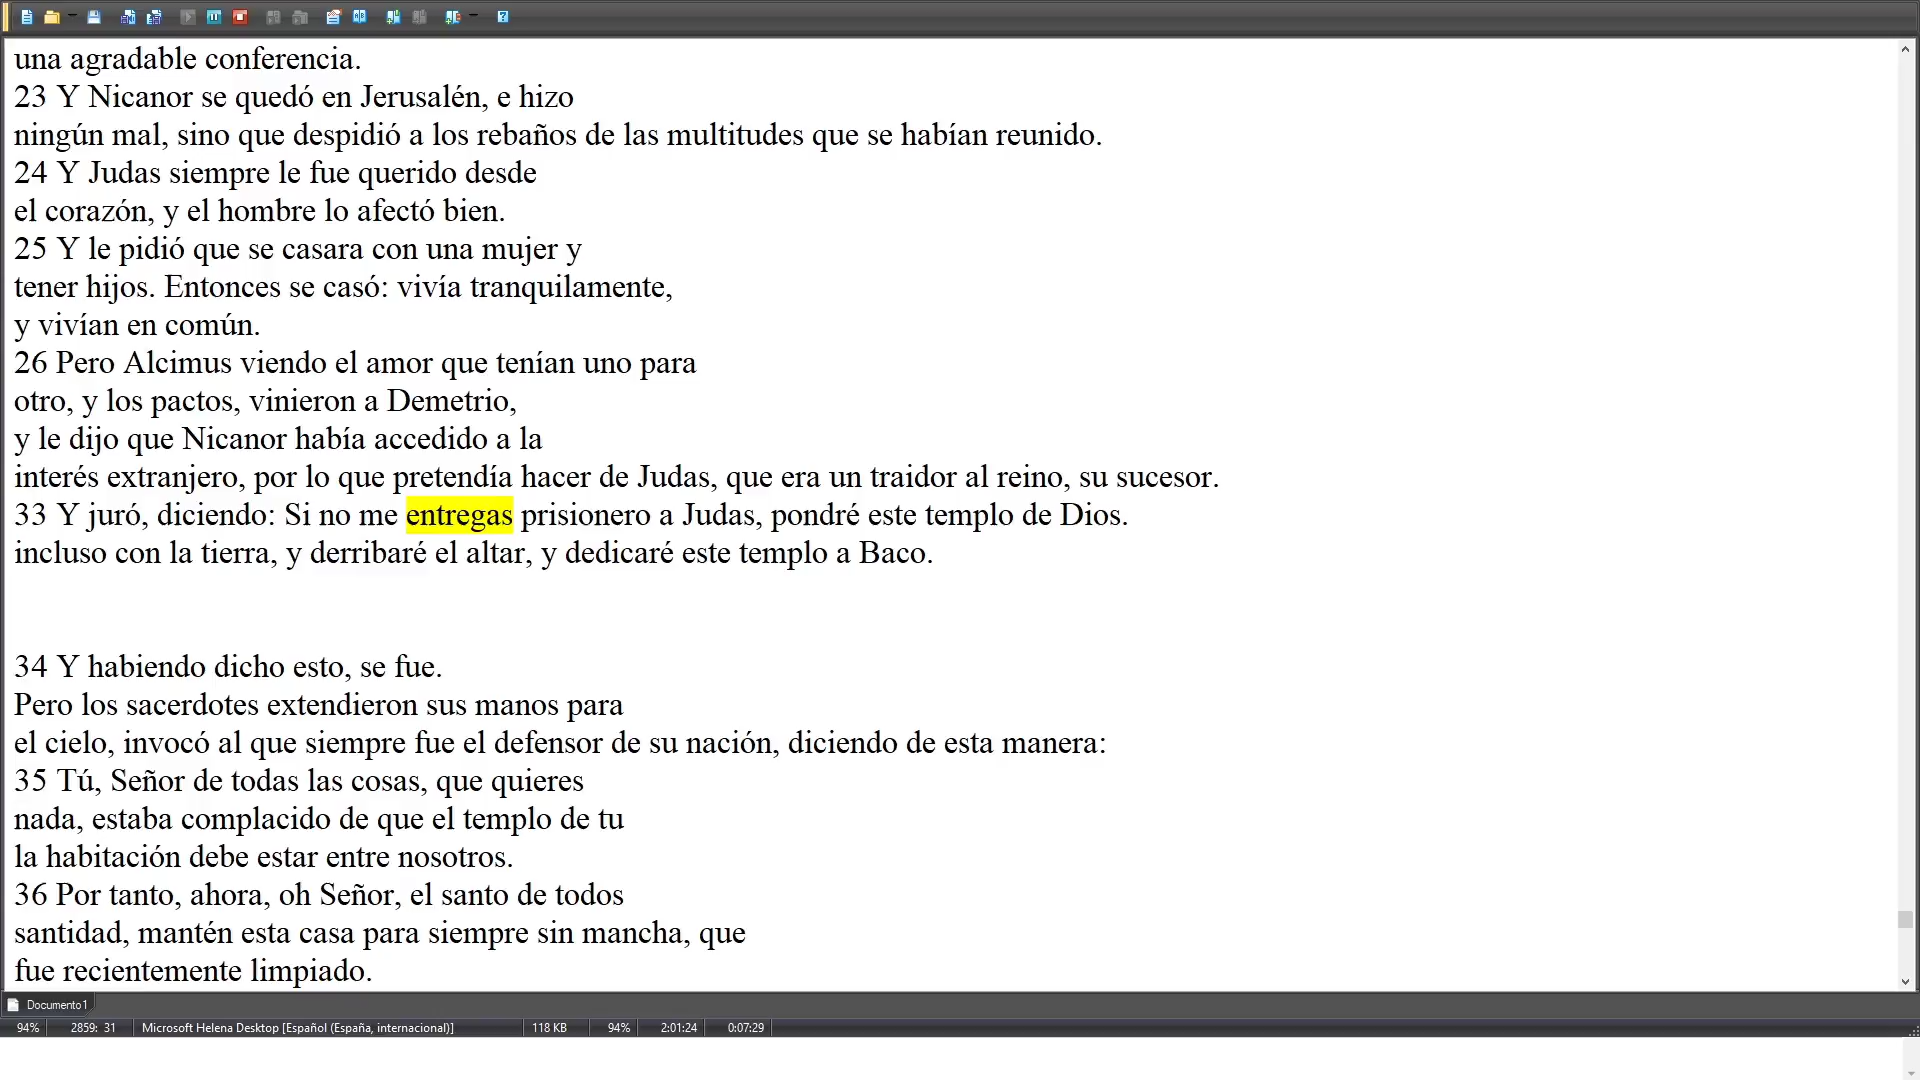 una agradable conferencia.
23 Y Nicanor se quedó en Jerusalén, e hizo
ningún mal, sino que despidió a los rebaños de las multitudes que se habían reunido.
24 Y Judas siempre le fue querido desde
el corazón, y el hombre lo afectó bien.
25 Y le pidió que se casara con una mujer y
tener hijos. Entonces se casó: vivía tranquilamente,
y vivían en común.
26 Pero Alcimus viendo el amor que tenían uno para
otro, y los pactos, vinieron a Demetrio,
y le dijo que Nicanor había accedido a la
interés extranjero, por lo que pretendía hacer de Judas, que era un traidor al reino, su sucesor.
33 Y juró, diciendo: Si no me entregas prisionero a Judas, pondré este templo de Dios.
incluso con la tierra, y derribaré el altar, y dedicaré este templo a Baco.
34 Y habiendo dicho esto, se fue.
Pero los sacerdotes extendieron sus manos para
el cielo, invocó al que siempre fue el defensor de su nación, diciendo de esta manera:
35 Tú, Señor de todas las cosas, que quieres
nada, estaba complacido de que el templo de tu
la habitación debe estar entre nosotros.
36 Por tanto, ahora, oh Señor, el santo de todos
santidad, mantén esta casa para siempre sin mancha, que
fue recientemente limpiado.
Documento1
94% 2859: 31 Microsoft Helena Desktop [Español (España, internacional)] 118 KB 94% 2:01:24 0:07:29